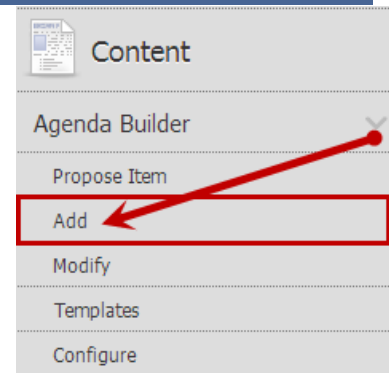 Content
Agenda Builder
Propose Item
Add
Modify
Templates
Configure